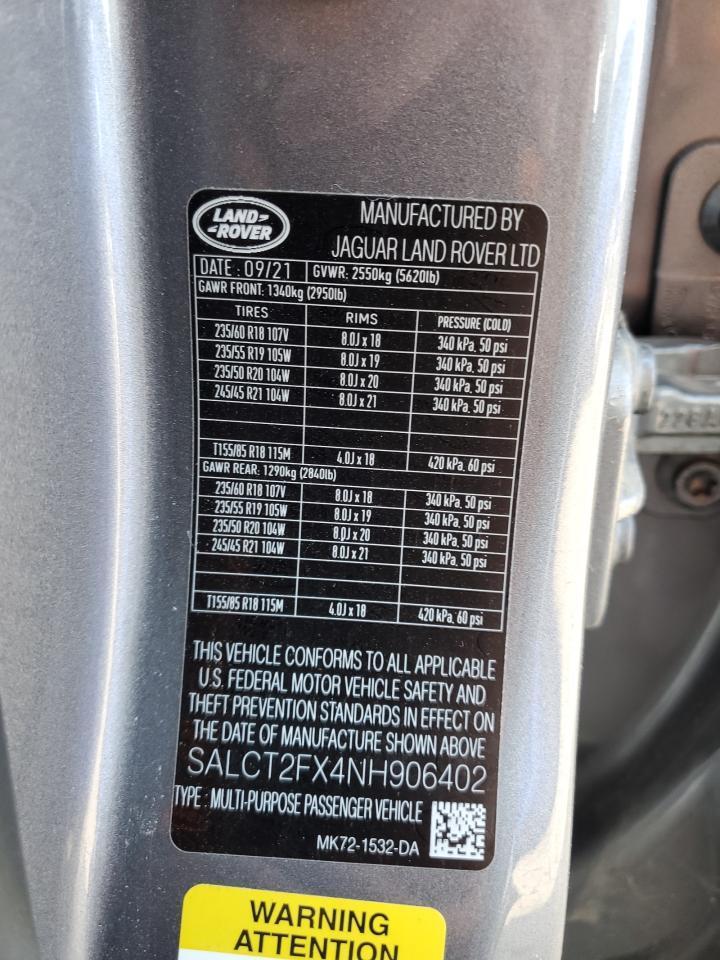 LAND-
-ROVER
MANUFACTURED BY
JAGUAR LAND ROVER LTD
DATE : 09/21 GVWR: 2550kg (5620lb)
GAWR FRONT: 1340kg (2950lb)
TIRES RIMS PRESSURE (COLD)
235/60 R18 107V 8.0J x 18 340 kPa, 50 psi
235/55 R19 105W 8.0J x 19 340 kPa, 50 psi
235/50 R20 104W 8.0J x 20 340 kPa, 50 psi
245/45 R21 104W 8.0J x 21 340 kPa, 50 psi
T155/85 R18 115M 4.0J x 18 420 kPa, 60 psi
GAWR REAR: 1290kg (2840lb)
235/60 R18 107V 8.0J x 18 340 kPa, 50 psi
235/55 R19 105W 8.0J x 19 340 kPa, 50 psi
235/50 R20 104W 8.0J x 20 340 kPa, 50 psi
245/45 R21 104W 8.0J x 21 340 kPa, 50 psi
T155/85 R18 115M 4.0J x 18 420 kPa, 60 psi
THIS VEHICLE CONFORMS TO ALL APPLICABLE
U.S. FEDERAL MOTOR VEHICLE SAFETY AND
THEFT PREVENTION STANDARDS IN EFFECT ON
THE DATE OF MANUFACTURE SHOWN ABOVE
SALCT2FX4NH906402
TYPE : MULTI-PURPOSE PASSENGER VEHICLE
MK72-1532-DA
WARNING
ATTENTION